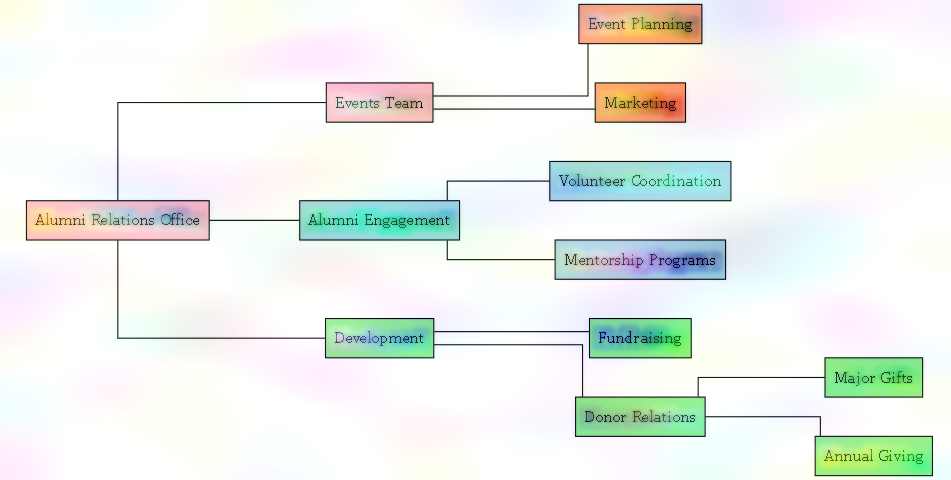 Event Planning
Events Team
Marketing
Volunteer Coordination
Alumni Relations Office
Alumni Engagement
Mentorship Programs
Development
Fundraising
Major Gifts
Donor Relations
Annual Giving